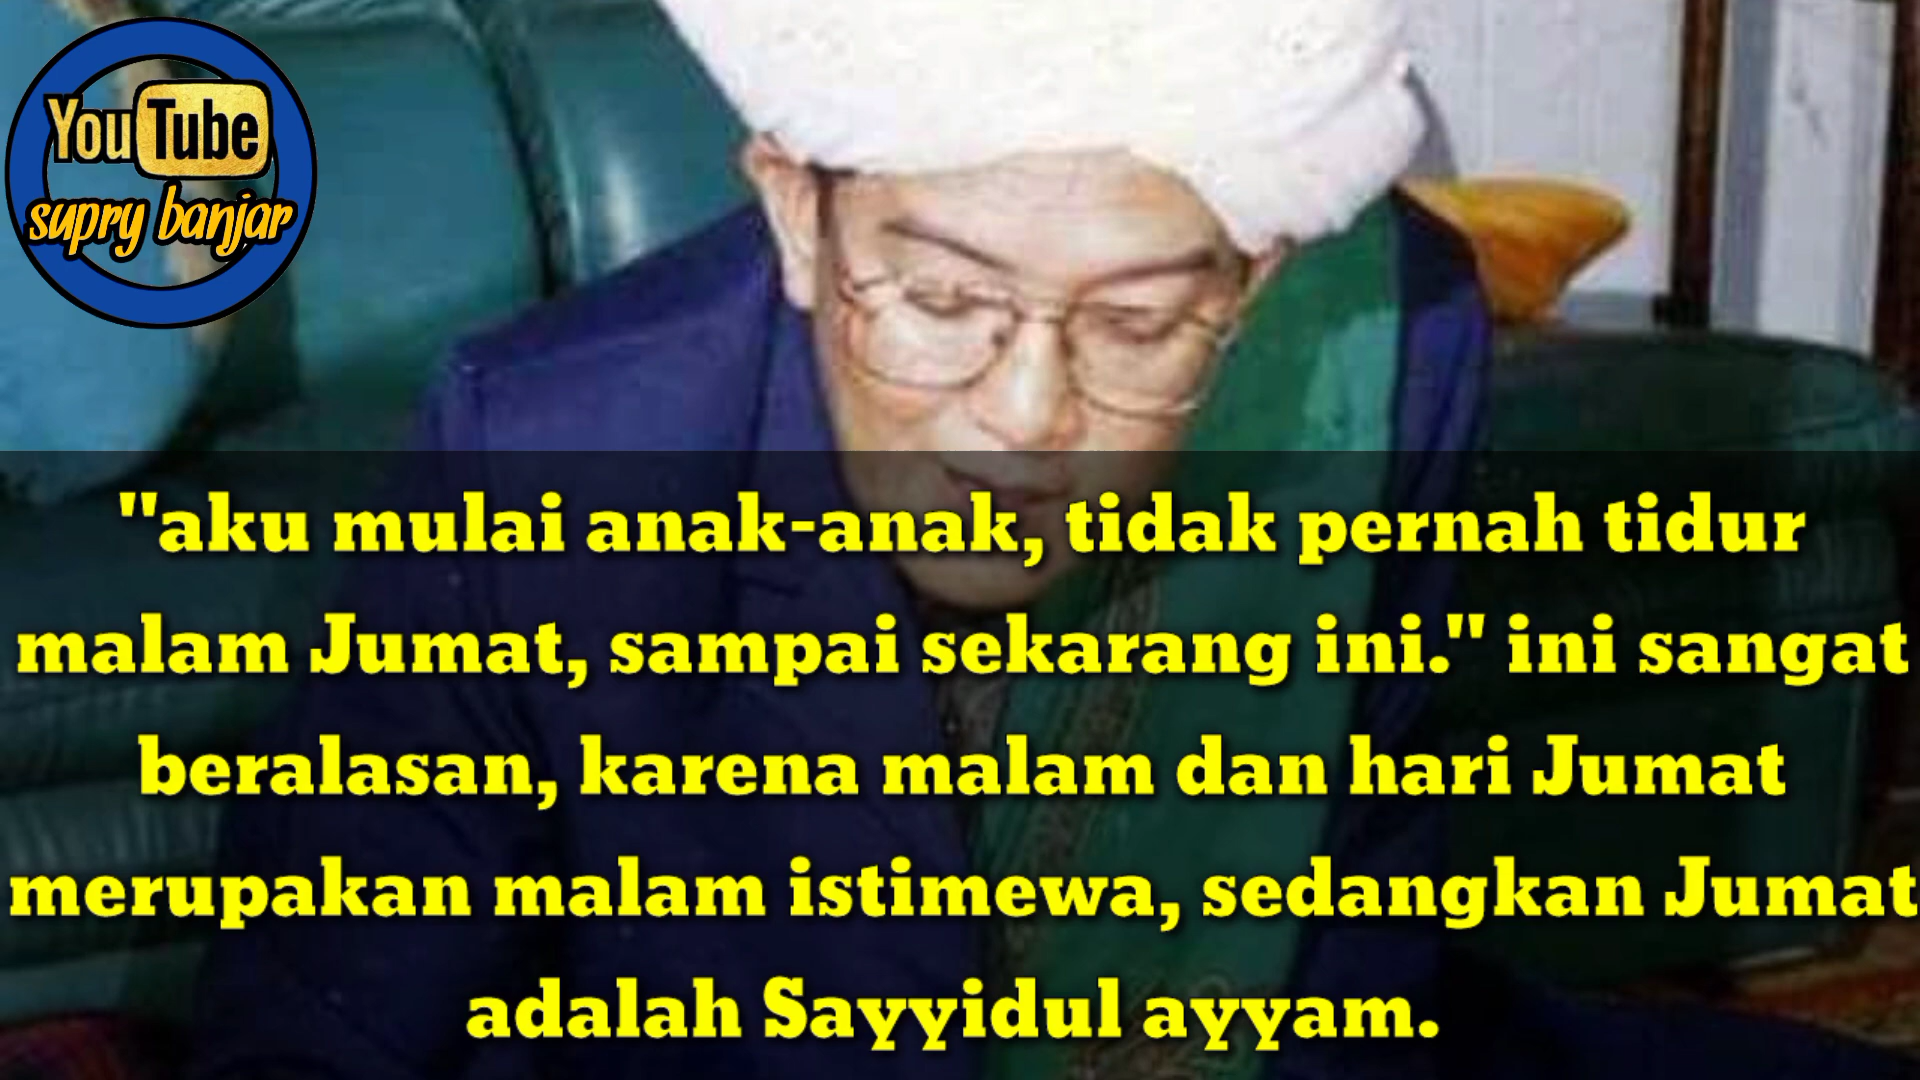 YouTube
supry banjar
"aku mulai anak-anak, tidak pernah tidur
malam Jumat, sampai sekarang ini." ini sangat
beralasan, karena malam dan hari Jumat
merupakan malam istimewa, sedangkan Jumat
adalah Sayyidul ayyam.